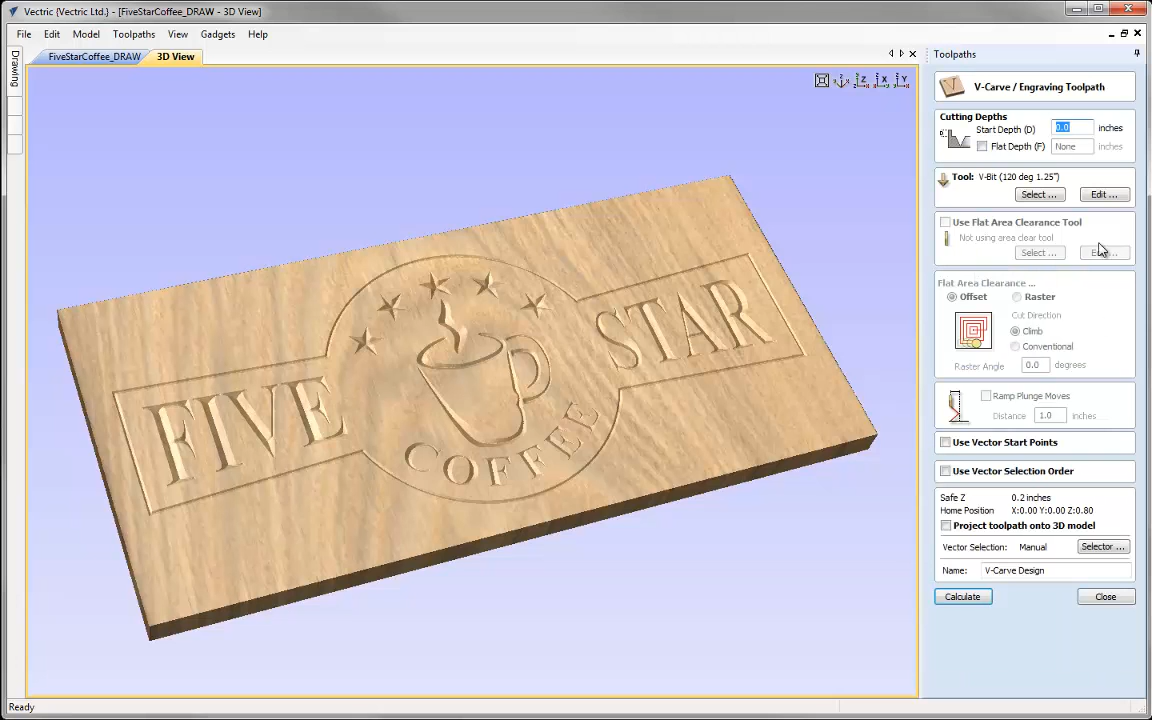 Vectric {Vectric Ltd.} - [FiveStarCoffee_DRAW - 3D View]
File Edit Model Toolpaths View Gadgets Help
Drawing
FiveStarCoffee_DRAW 3D View
Z X Y
FIVE STAR
COFFEE
Toolpaths
V-Carve / Engraving Toolpath
Cutting Depths
Start Depth (D) 0.0 inches
Flat Depth (F) None inches
Tool: V-Bit (120 deg 1.25")
Select ... Edit ...
Use Flat Area Clearance Tool
Not using area clear tool
Select ...
Flat Area Clearance ...
Offset Raster
Cut Direction
Climb
Conventional
Raster Angle 0.0 degrees
Ramp Plunge Moves
Distance 1.0 inches
Use Vector Start Points
Use Vector Selection Order
Safe Z 0.2 inches
Home Position X:0.00 Y:0.00 Z:0.80
Project toolpath onto 3D model
Vector Selection: Manual Selector ...
Name: V-Carve Design
Calculate Close
Ready